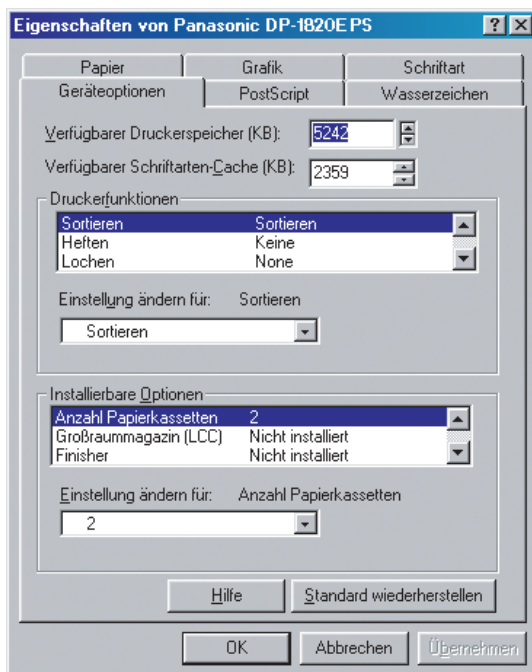 Eigenschaften von Panasonic DP-1820E PS
Papier Grafik Schriftart
Geräteoptionen PostScript Wasserzeichen
Verfügbarer Druckerspeicher (KB): 5242
Verfügbarer Schriftarten-Cache (KB): 2359
Druckerfunktionen
Sortieren Sortieren
Heften Keine
Lochen None
Einstellung ändern für: Sortieren
Sortieren
Installierbare Optionen
Anzahl Papierkassetten 2
Großraummagazin (LCC) Nicht installiert
Finisher Nicht installiert
Einstellung ändern für: Anzahl Papierkassetten
2
Hilfe Standard wiederherstellen
OK Abbrechen Übernehmen